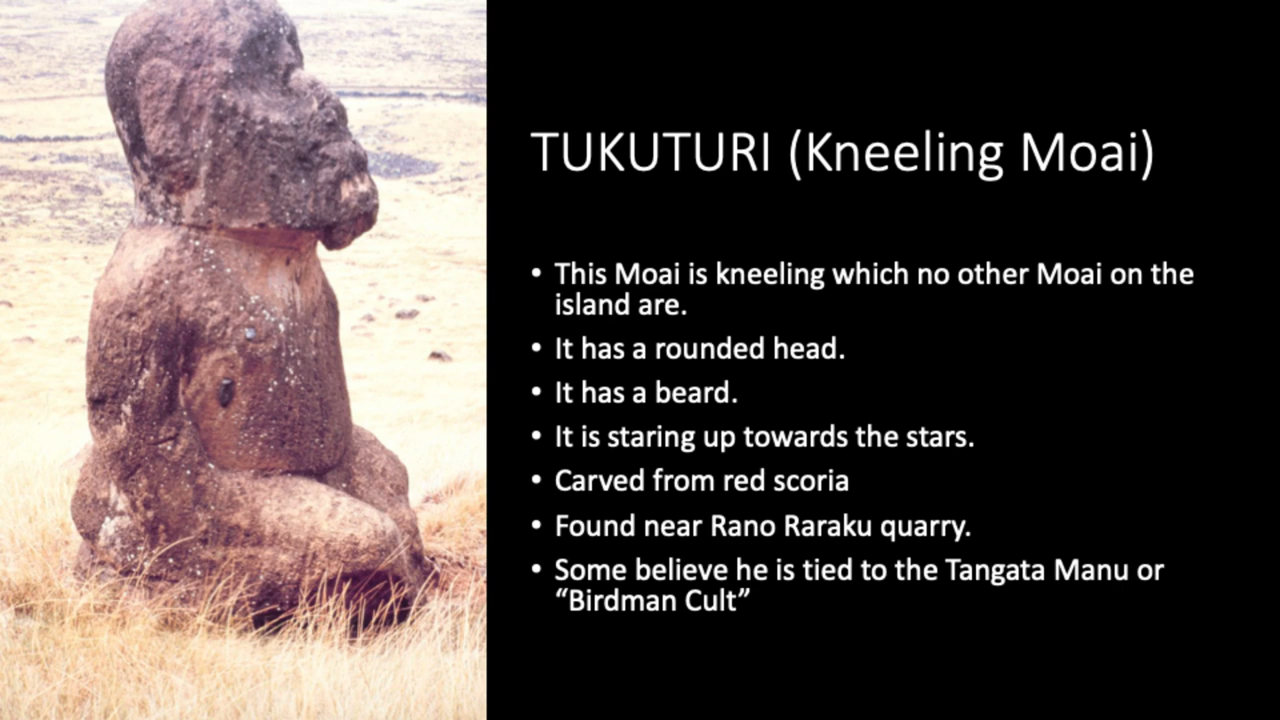 TUKUTURI (Kneeling Moai)
• This Moai is kneeling which no other Moai on the
island are.
• It has a rounded head.
• It has a beard.
• It is staring up towards the stars.
• Carved from red scoria
• Found near Rano Raraku quarry.
• Some believe he is tied to the Tangata Manu or
“Birdman Cult”